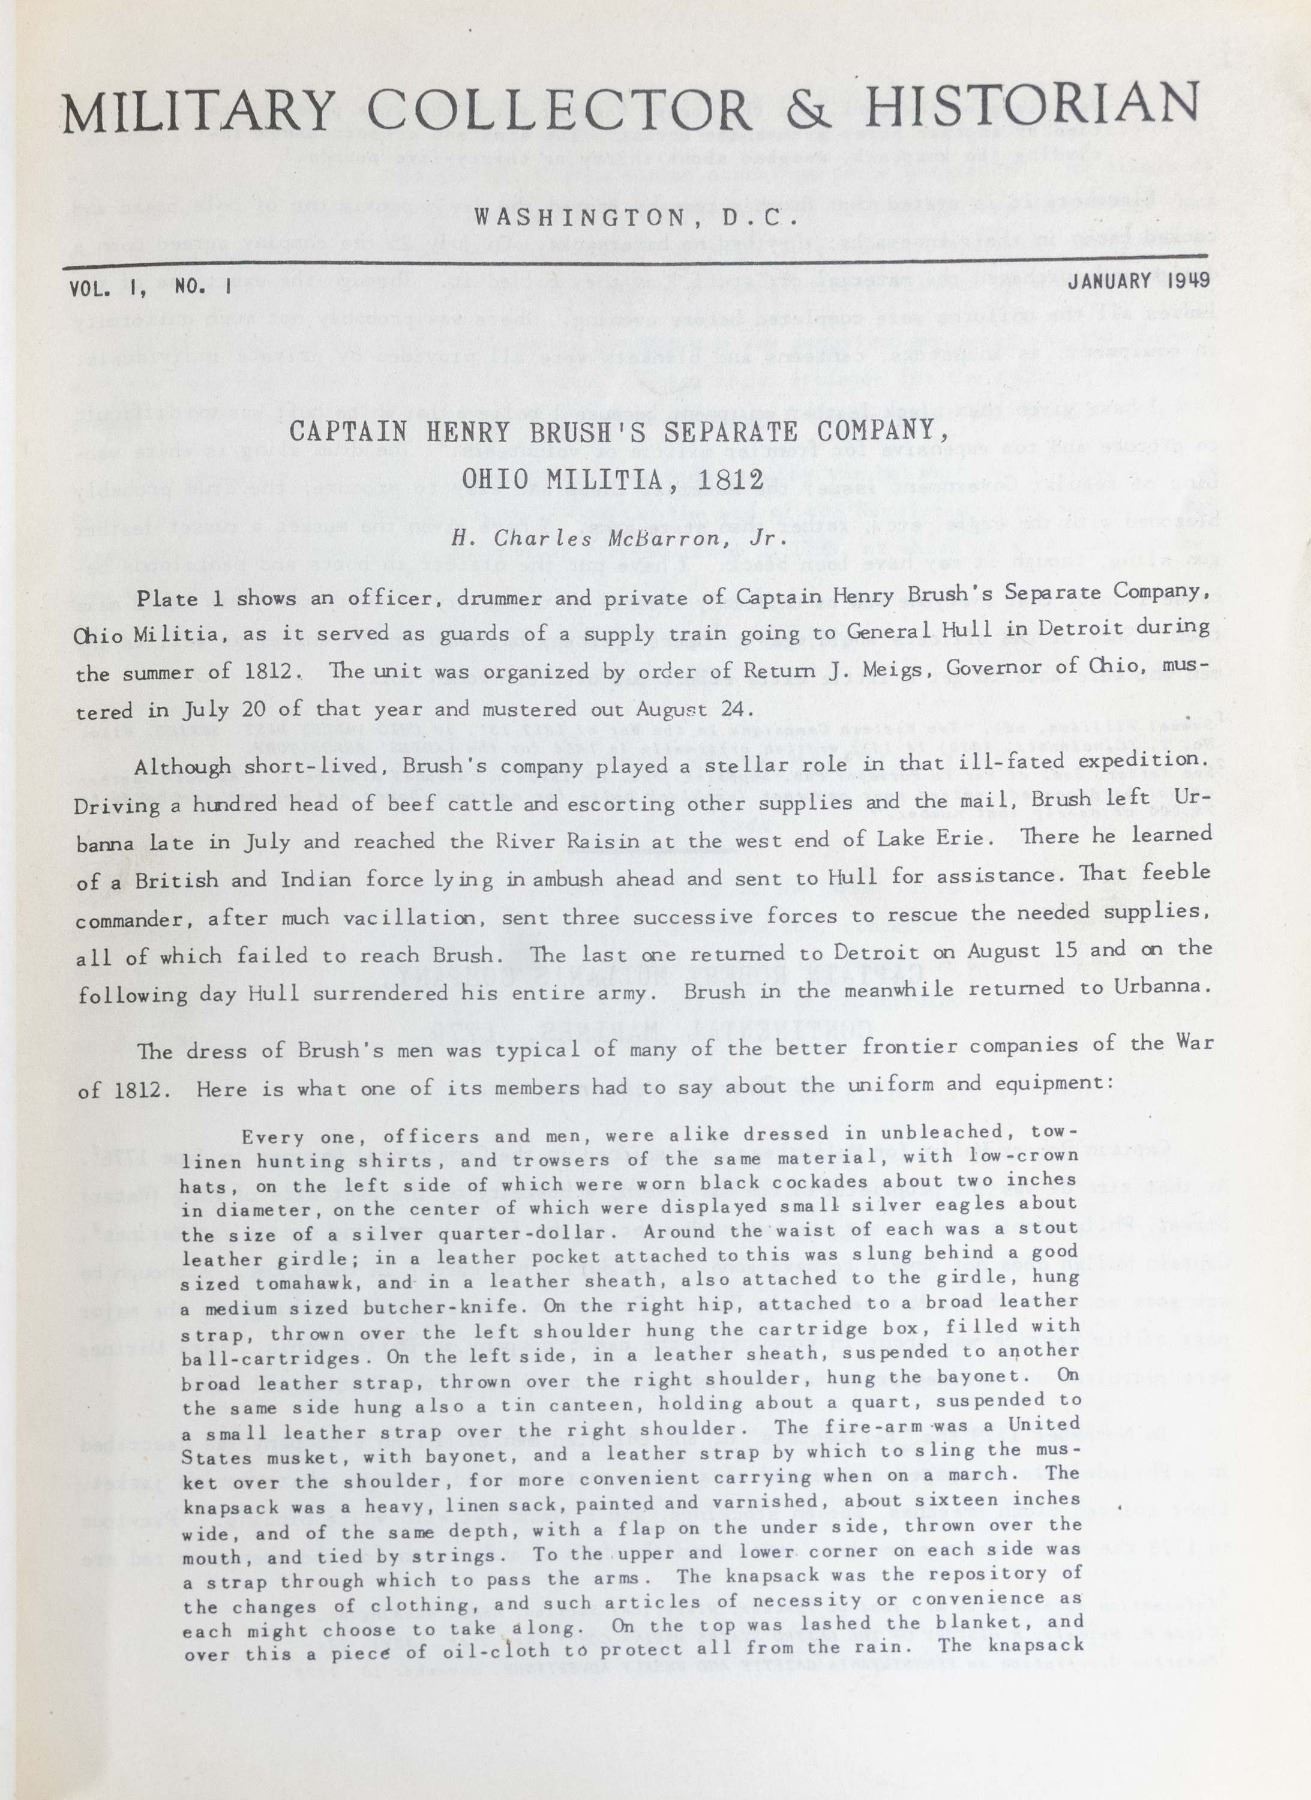 MILITARY COLLECTOR & HISTORIAN
WASHINGTON, D.C.
VOL. I, NO. I JANUARY 1949
CAPTAIN HENRY BRUSH'S SEPARATE COMPANY,
OHIO MILITIA, 1812
H. Charles McBarron, Jr.
Plate 1 shows an officer, drummer and private of Captain Henry Brush's Separate Company,
Ohio Militia, as it served as guards of a supply train going to General Hull in Detroit during
the summer of 1812. The unit was organized by order of Return J. Meigs, Governor of Ohio, mus-
tered in July 20 of that year and mustered out August 24.
Although short-lived, Brush's company played a stellar role in that ill-fated expedition.
Driving a hundred head of beef cattle and escorting other supplies and the mail, Brush left Ur-
banna late in July and reached the River Raisin at the west end of Lake Erie. There he learned
of a British and Indian force lying in ambush ahead and sent to Hull for assistance. That feeble
commander, after much vacillation, sent three successive forces to rescue the needed supplies,
all of which failed to reach Brush. The last one returned to Detroit on August 15 and on the
following day Hull surrendered his entire army. Brush in the meanwhile returned to Urbanna.
The dress of Brush's men was typical of many of the better frontier companies of the War
of 1812. Here is what one of its members had to say about the uniform and equipment:
Every one, officers and men, were alike dressed in unbleached, tow-
linen hunting shirts, and trowsers of the same material, with low-crown
hats, on the left side of which were worn black cockades about two inches
in diameter, on the center of which were displayed small silver eagles about
the size of a silver quarter-dollar. Around the waist of each was a stout
leather girdle; in a leather pocket attached to this was slung behind a good
sized tomahawk, and in a leather sheath, also attached to the girdle, hung
a medium sized butcher-knife. On the right hip, attached to a broad leather
strap, thrown over the left shoulder hung the cartridge box, filled with
ball-cartridges. On the left side, in a leather sheath, suspended to another
broad leather strap, thrown over the right shoulder, hung the bayonet. On
the same side hung also a tin canteen, holding about a quart, suspended to
a small leather strap over the right shoulder. The fire-arm was a United
States musket, with bayonet, and a leather strap by which to sling the mus-
ket over the shoulder, for more convenient carrying when on a march. The
knapsack was a heavy, linen sack, painted and varnished, about sixteen inches
wide, and of the same depth, with a flap on the under side, thrown over the
mouth, and tied by strings. To the upper and lower corner on each side was
a strap through which to pass the arms. The knapsack was the repository of
the changes of clothing, and such articles of necessity or convenience as
each might choose to take along. On the top was lashed the blanket, and
over this a piece of oil-cloth to protect all from the rain. The knapsack